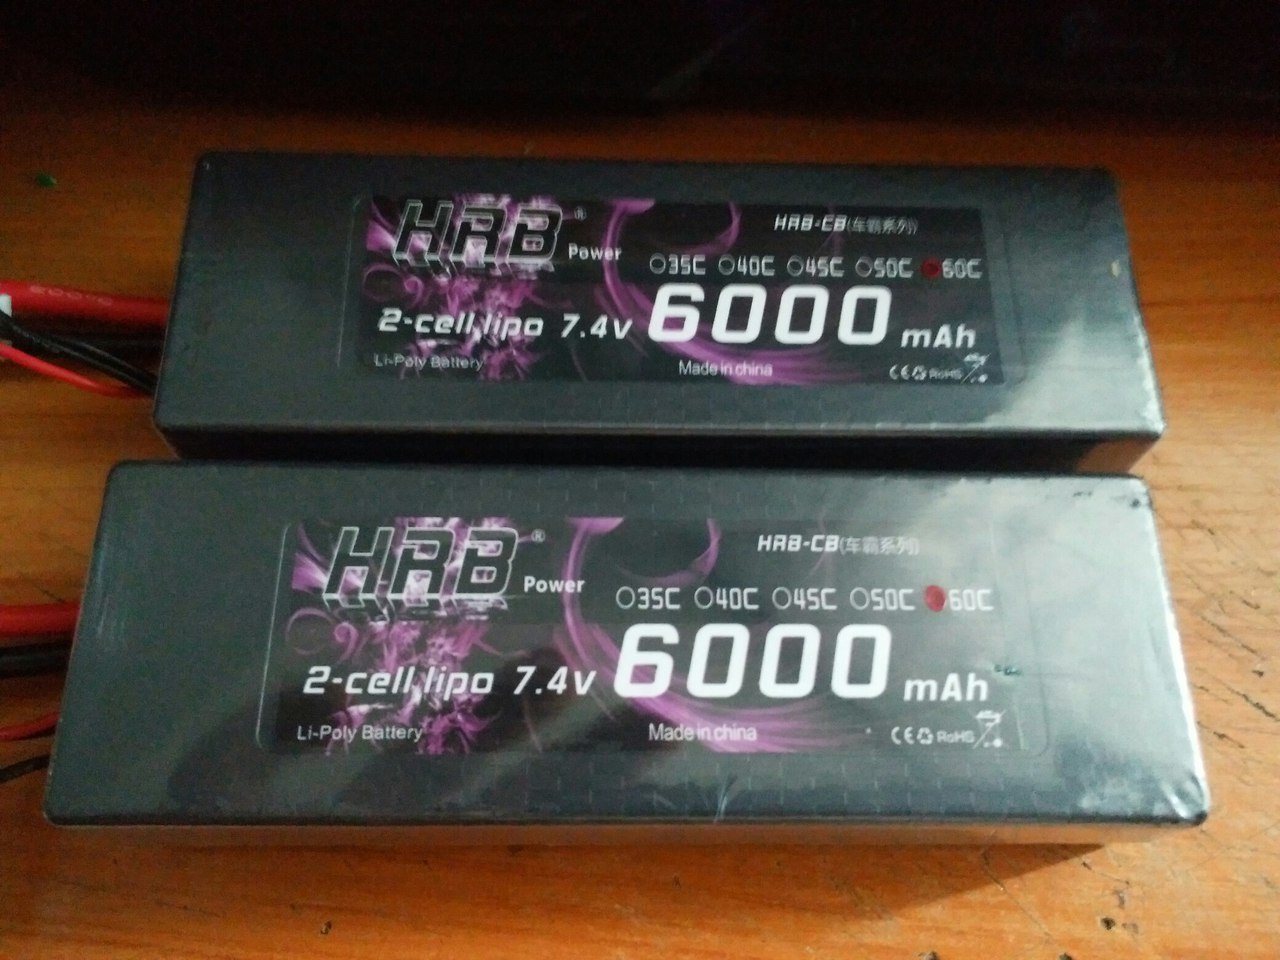 HRB® Power
HRB-CB(车霸系列)
35C 40C 45C 50C 60C
2-cell,lipo 7.4V 6000 mAh
Li-Poly Battery
Made in china
CE RoHS
HRB® Power
HRB-CB(车霸系列)
35C 40C 45C 50C 60C
2-cell,lipo 7.4V 6000 mAh
Li-Poly Battery
Made in china
CE RoHS